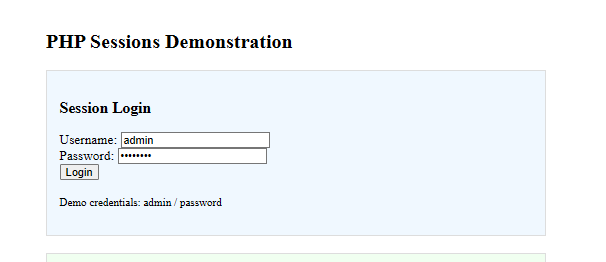 PHP Sessions Demonstration
Session Login
Username: admin
Password: ••••••••
Login
Demo credentials: admin / password